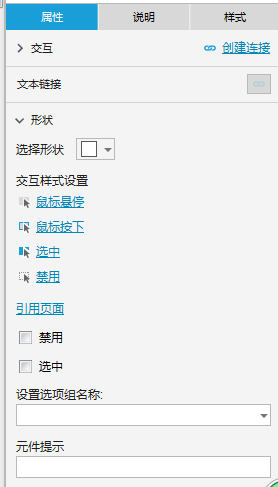 属性 说明 样式
交互 创建连接
文本链接
形状
选择形状
交互样式设置
鼠标悬停
鼠标按下
选中
禁用
引用页面
禁用
选中
设置选项组名称:
元件提示